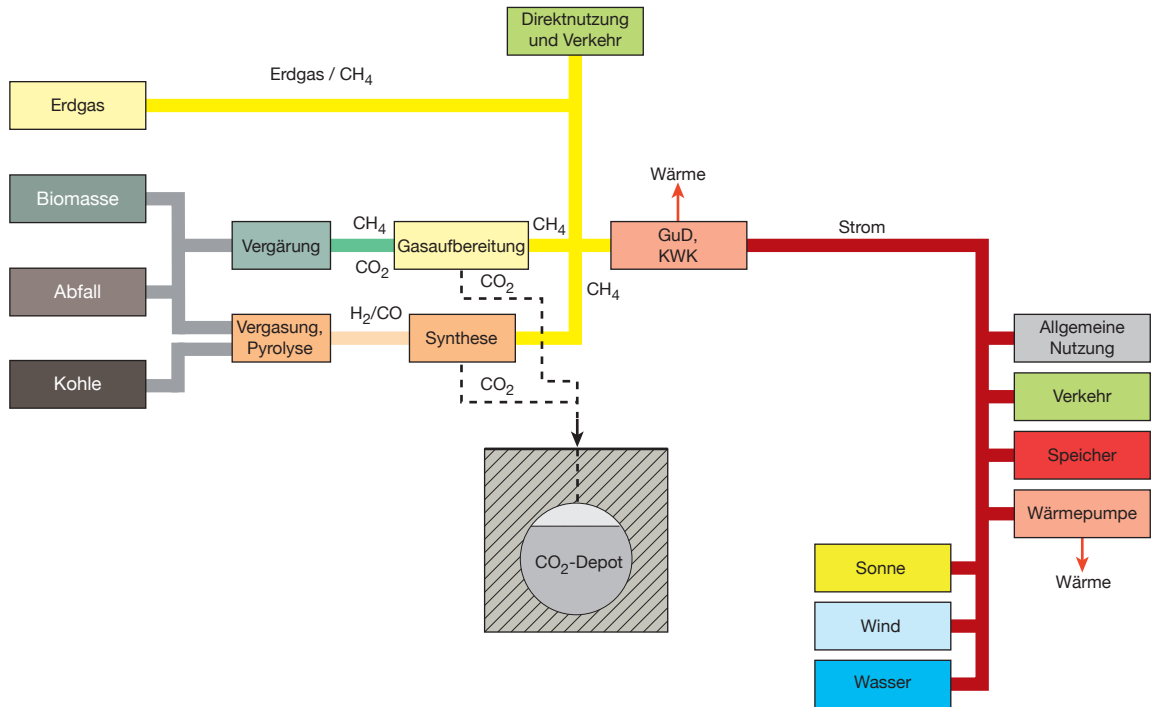 Direktnutzung
und Verkehr
Erdgas / CH₄
Erdgas
Biomasse
Wärme
CH₄
CH₄
GuD,
KWK
Strom
Vergärung
Gasaufbereitung
CO₂
CO₂
CH₄
Abfall
H₂/CO
Vergasung,
Pyrolyse
Synthese
Allgemeine
Nutzung
Kohle
CO₂
Verkehr
Speicher
Wärmepumpe
CO₂-Depot
Sonne
Wärme
Wind
Wasser